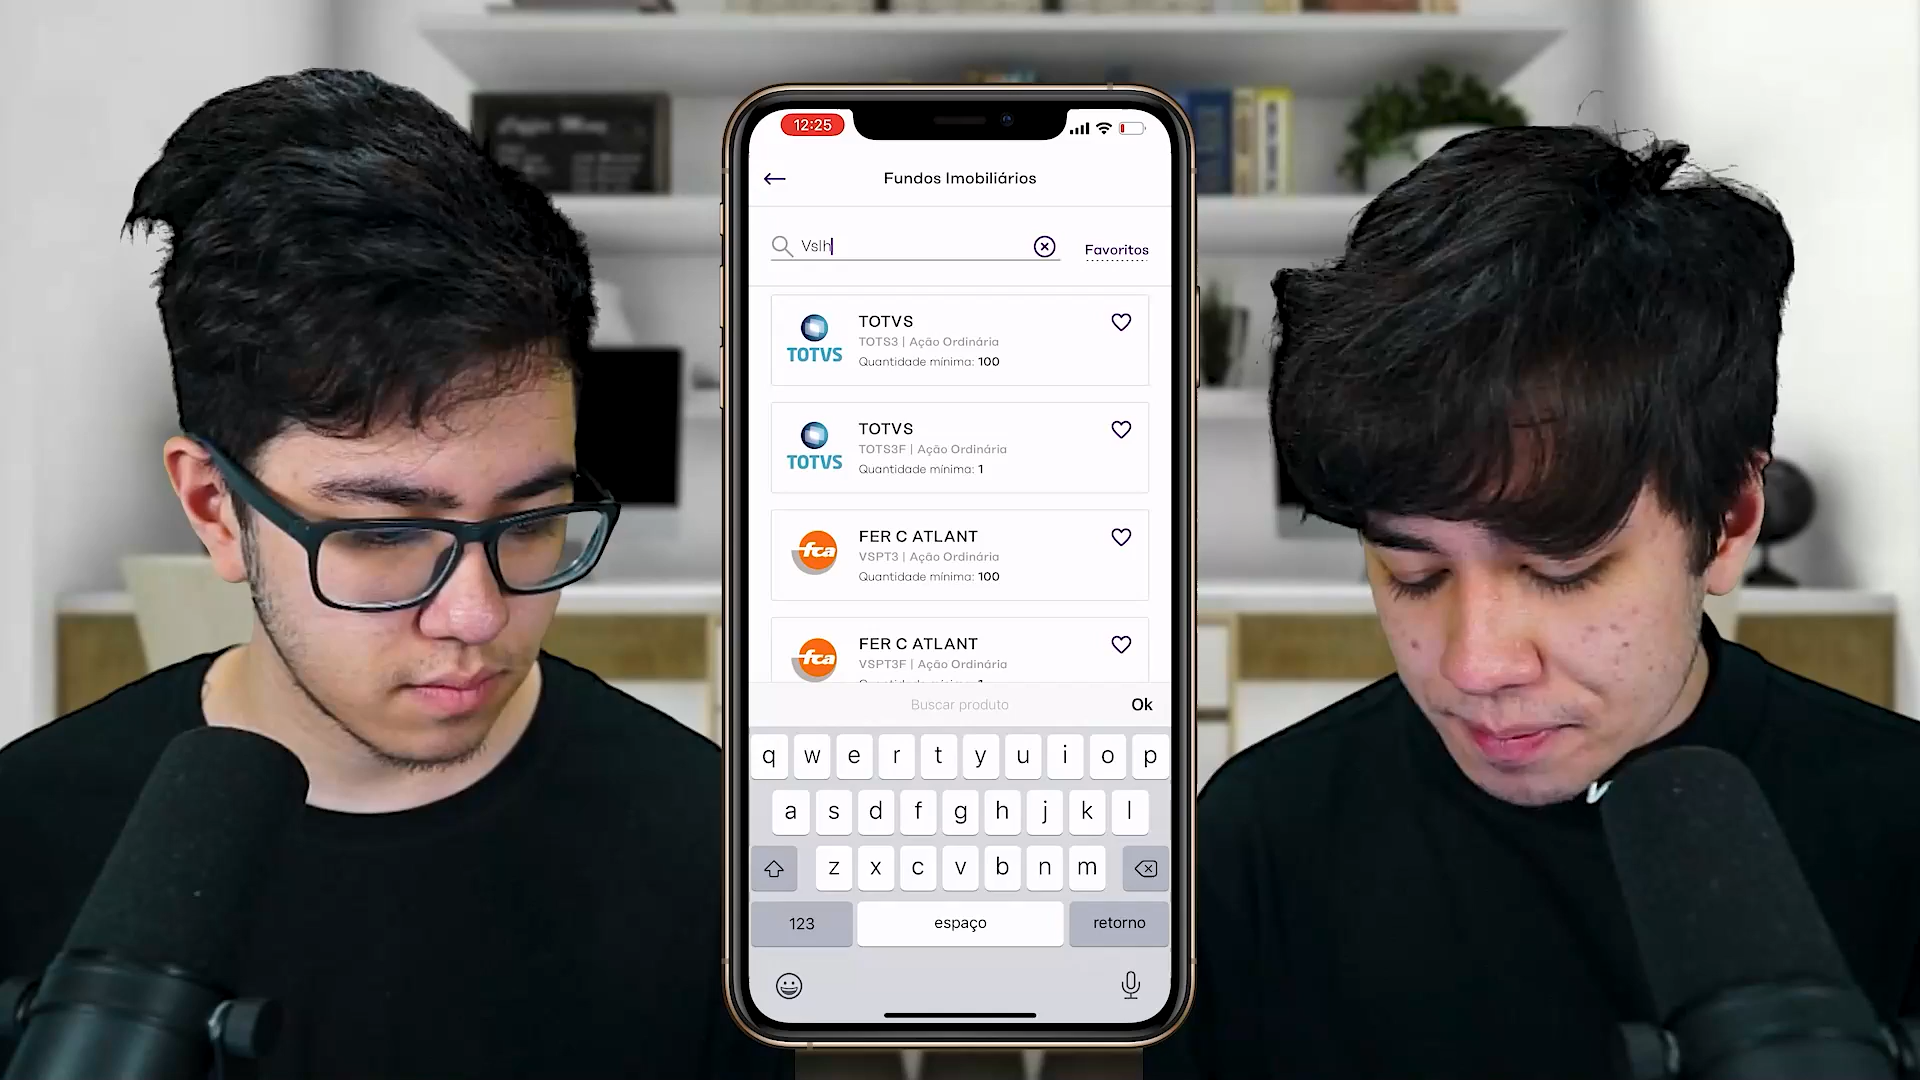 12:25
Fundos Imobiliários
Vslh
Favoritos
TOTVS
TOTVS
TOTS3 | Ação Ordinária
Quantidade mínima: 100
TOTVS
TOTVS
TOTS3F | Ação Ordinária
Quantidade mínima: 1
fca
FER C ATLANT
VSPT3 | Ação Ordinária
Quantidade mínima: 100
fca
FER C ATLANT
VSPT3F | Ação Ordinária
Buscar produto
Ok
q w e r t y u i o p
a s d f g h j k l
z x c v b n m
123
espaço
retorno